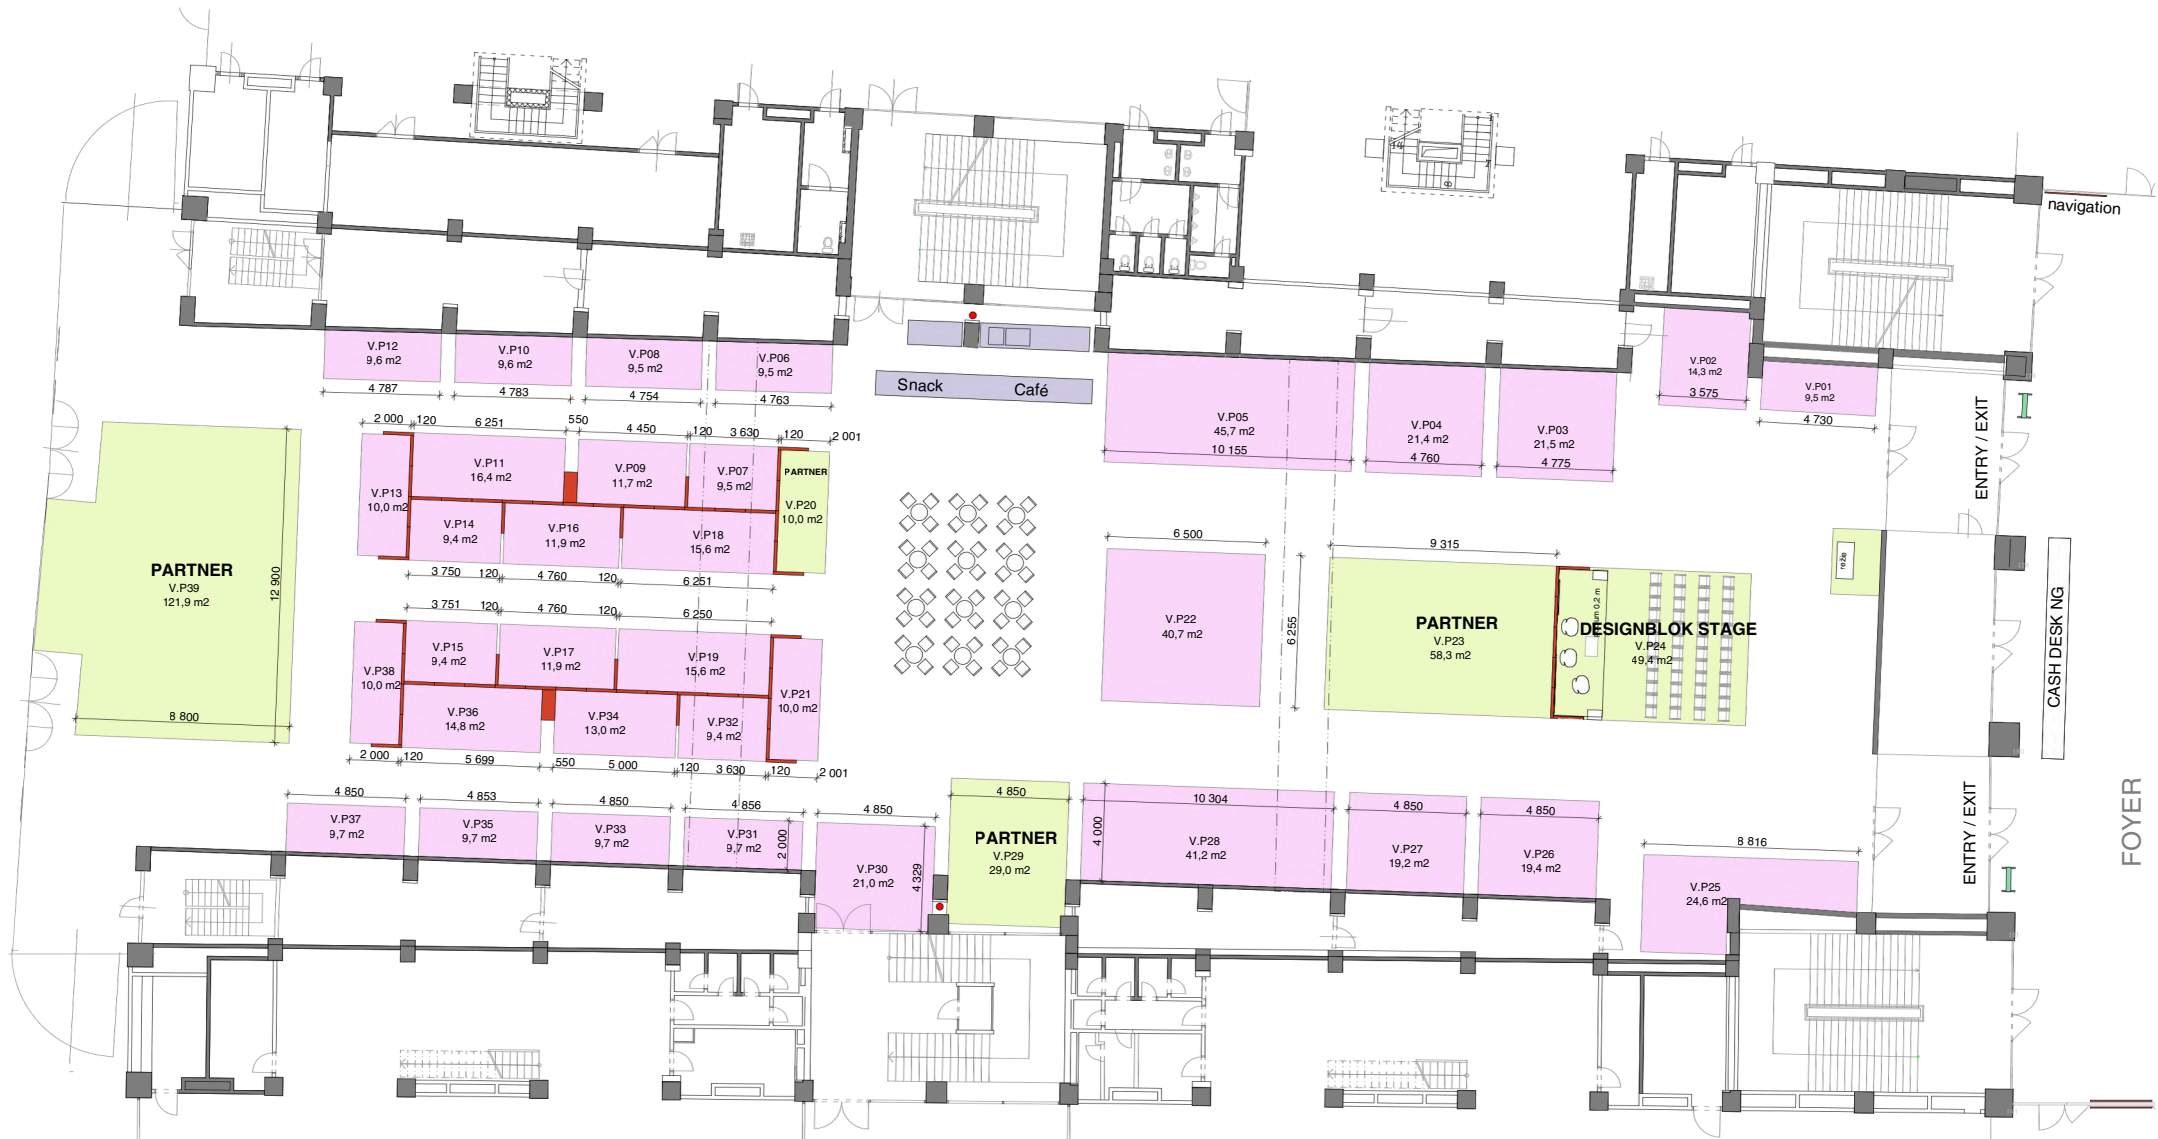 navigation
V.P12
9,6 m2
V.P10
9,6 m2
V.P08
9,5 m2
V.P06
9,5 m2
4 787
4 783
4 754
4 763
Snack
Café
V.P02
14,3 m2
3 575
V.P01
9,5 m2
4 730
V.P05
45,7 m2
10 155
V.P04
21,4 m2
4 760
V.P03
21,5 m2
4 775
ENTRY / EXIT
2 000
120
6 251
550
4 450
120
3 630
120
2 001
V.P13
10,0 m2
V.P11
16,4 m2
V.P09
11,7 m2
V.P07
9,5 m2
PARTNER
V.P20
10,0 m2
V.P14
9,4 m2
V.P16
11,9 m2
V.P18
15,6 m2
3 750
120
4 760
120
6 251
PARTNER
V.P39
121,9 m2
12 900
8 800
3 751
120
4 760
120
6 250
V.P38
10,0 m2
V.P15
9,4 m2
V.P17
11,9 m2
V.P19
15,6 m2
V.P21
10,0 m2
V.P36
14,8 m2
V.P34
13,0 m2
V.P32
9,4 m2
2 000
120
5 699
550
5 000
120
3 630
120
2 001
6 500
V.P22
40,7 m2
6 255
9 315
PARTNER
V.P23
58,3 m2
DESIGNBLOK STAGE
V.P24
49,4 m2
režie
CASH DESK NG
FOYER
ENTRY / EXIT
4 850
4 853
4 850
4 856
4 850
4 850
V.P37
9,7 m2
V.P35
9,7 m2
V.P33
9,7 m2
V.P31
9,7 m2
2 000
V.P30
21,0 m2
4 329
PARTNER
V.P29
29,0 m2
4 000
10 304
V.P28
41,2 m2
4 850
V.P27
19,2 m2
4 850
V.P26
19,4 m2
8 816
V.P25
24,6 m2